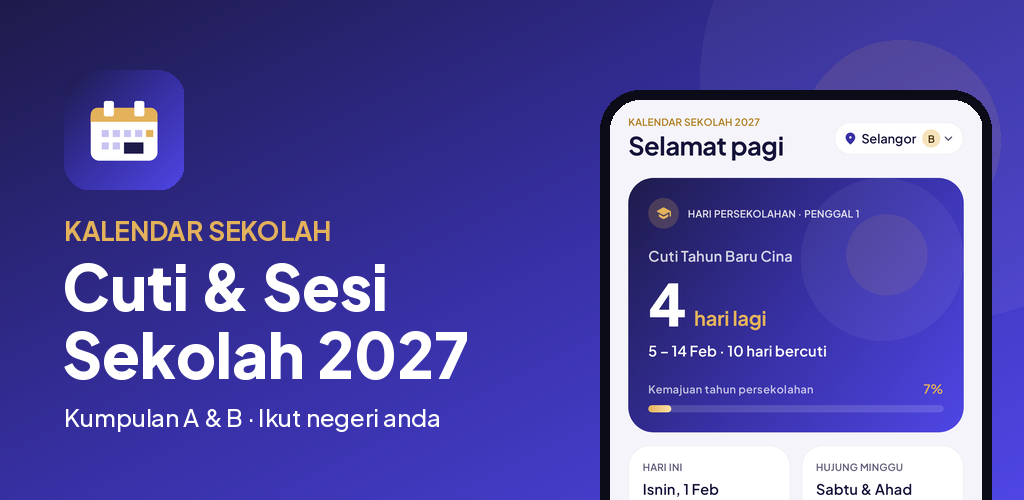 KALENDAR SEKOLAH
Cuti & Sesi
Sekolah 2027
Kumpulan A & B · Ikut negeri anda
KALENDAR SEKOLAH 2027
Selamat pagi
Selangor B
HARI PERSEKOLAHAN · PENGGAL 1
Cuti Tahun Baru Cina
4 hari lagi
5 – 14 Feb · 10 hari bercuti
Kemajuan tahun persekolahan 7%
HARI INI
Isnin, 1 Feb
HUJUNG MINGGU
Sabtu & Ahad